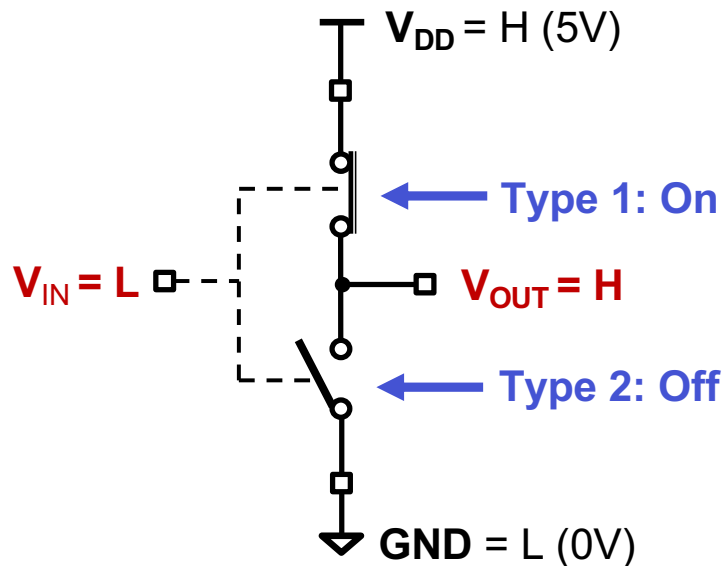 VDD = H (5V)
Type 1: On
VIN = L
VOUT = H
Type 2: Off
GND = L (0V)